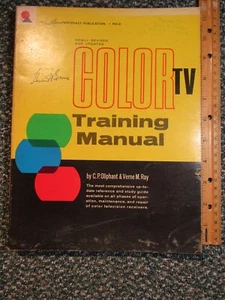 PUBLICATION
NEWLY REVISED
AND UPDATED
COLOR TV
Training
Manual
by C.P. Oliphant & Verne M. Ray
The most comprehensive up-to-
date reference and study guide
available on all phases of oper-
ation, maintenance, and repair
of color television receivers.